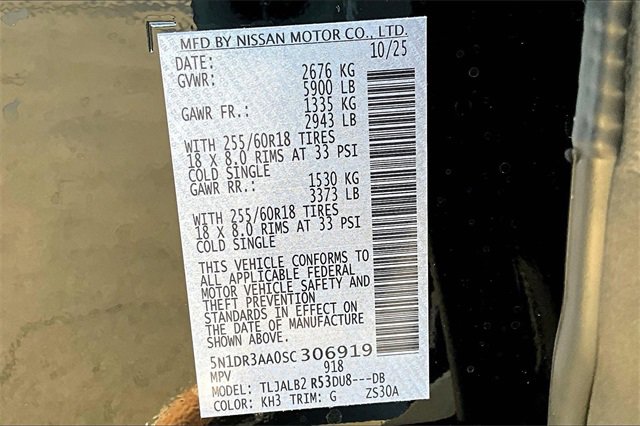 MFD BY NISSAN MOTOR CO., LTD.
DATE: 10/25
GVWR: 2676 KG
5900 LB
GAWR FR.: 1335 KG
2943 LB
WITH 255/60R18 TIRES
18 X 8.0 RIMS AT 33 PSI
COLD SINGLE
GAWR RR.: 1530 KG
3373 LB
WITH 255/60R18 TIRES
18 X 8.0 RIMS AT 33 PSI
COLD SINGLE
THIS VEHICLE CONFORMS TO
ALL APPLICABLE FEDERAL
MOTOR VEHICLE SAFETY AND
THEFT PREVENTION
STANDARDS IN EFFECT ON
THE DATE OF MANUFACTURE
SHOWN ABOVE.
5N1DR3AA0SC306919
MPV 918
MODEL: TLJALB2 R53DU8---DB
COLOR: KH3 TRIM: G ZS30A